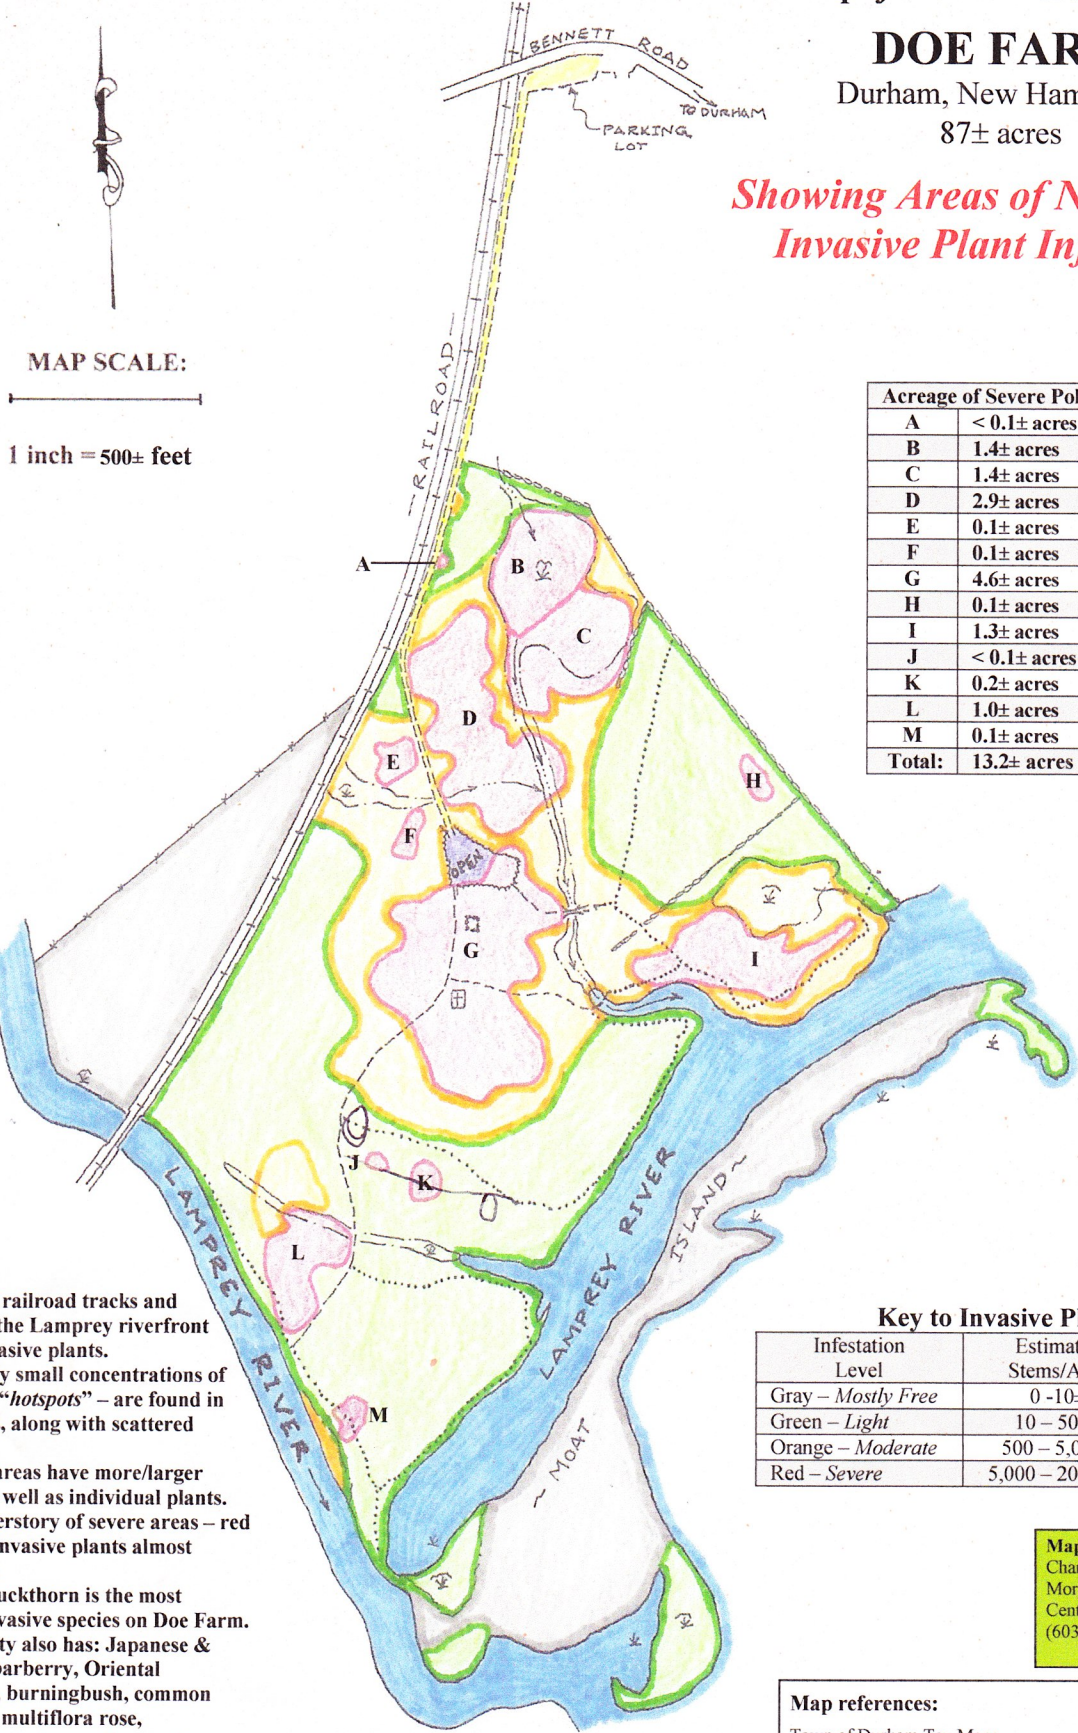 BENNETT ROAD
TO DURHAM
PARKING
LOT
DOE FAR
Durham, New Ham
87± acres
Showing Areas of N
Invasive Plant In
MAP SCALE:
1 inch = 500± feet
~RAILROAD~
Acreage of Severe Pol
A < 0.1± acres
B 1.4± acres
C 1.4± acres
D 2.9± acres
E 0.1± acres
F 0.1± acres
G 4.6± acres
H 0.1± acres
I 1.3± acres
J < 0.1± acres
K 0.2± acres
L 1.0± acres
M 0.1± acres
Total: 13.2± acres
A
B
C
D
E
H
F
OPEN
G
I
J
K
L
M
LAMPREY RIVER
LAMPREY RIVER
~ MOAT ISLAND ~
railroad tracks and
the Lamprey riverfront
asive plants.
y small concentrations of
“hotspots” – are found in
, along with scattered
areas have more/larger
well as individual plants.
erstory of severe areas – red
nvasive plants almost
uckthorn is the most
vasive species on Doe Farm.
ty also has: Japanese &
barberry, Oriental
burningbush, common
multiflora rose,
Key to Invasive P
Infestation Estimat
Level Stems/A
Gray – Mostly Free 0 -10±
Green – Light 10 – 50
Orange – Moderate 500 – 5,0
Red – Severe 5,000 – 20
Map
Char
Mor
Cent
(603
Map references: